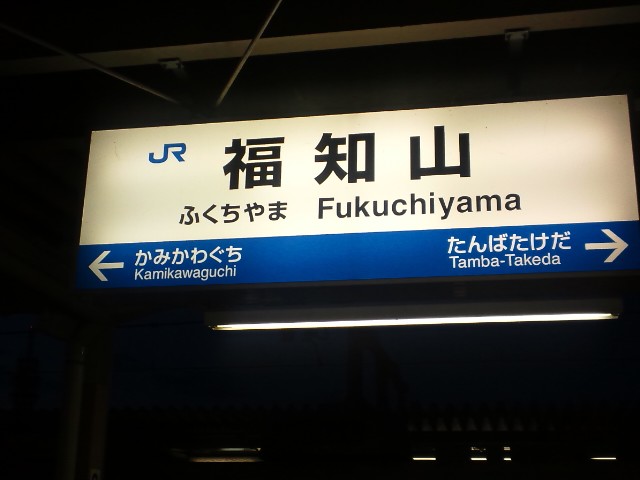 JR 福知山
ふくちやま Fukuchiyama
← かみかわぐち
Kamikawaguchi
たんばたけだ →
Tamba-Takeda